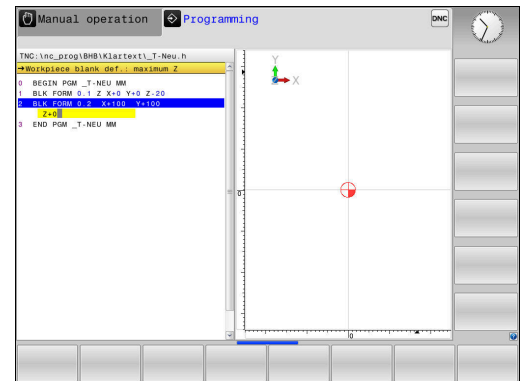 Manual operation
Programming
DNC
TNC:\nc_prog\BHB\Klartext\_T-Neu.h
→Workpiece blank def.: maximum Z
0 BEGIN PGM _T-NEU MM
1 BLK FORM 0.1 Z X+0 Y+0 Z-20
2 BLK FORM 0.2 X+100 Y+100
Z+0
3 END PGM _T-NEU MM
Y
X
0
0